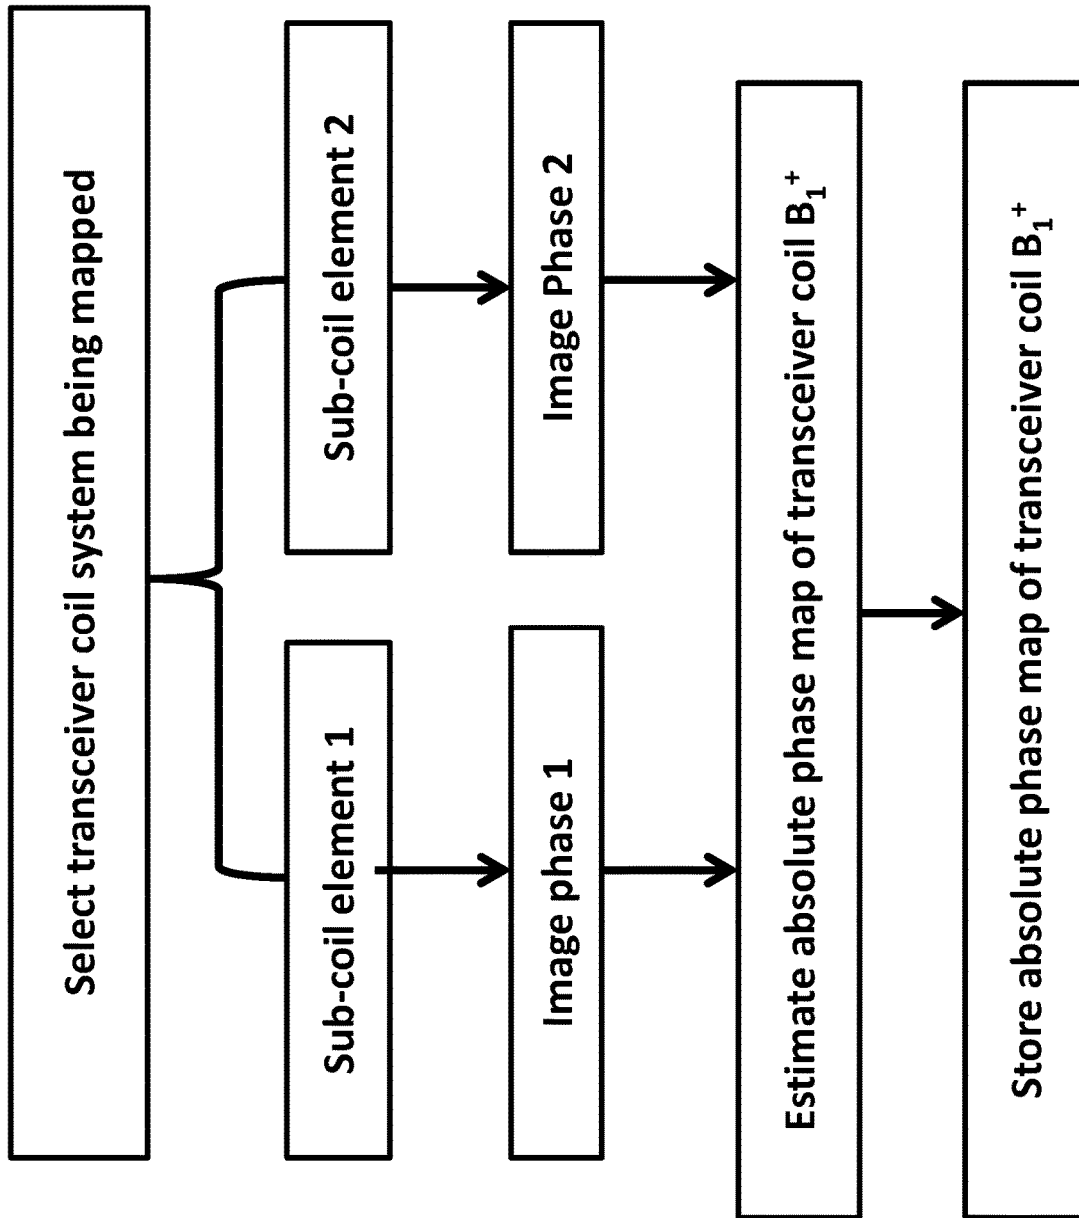 Select transceiver coil system being mapped
Sub-coil element 1
Sub-coil element 2
Image phase 1
Image Phase 2
Estimate absolute phase map of transceiver coil B₁⁺
Store absolute phase map of transceiver coil B₁⁺